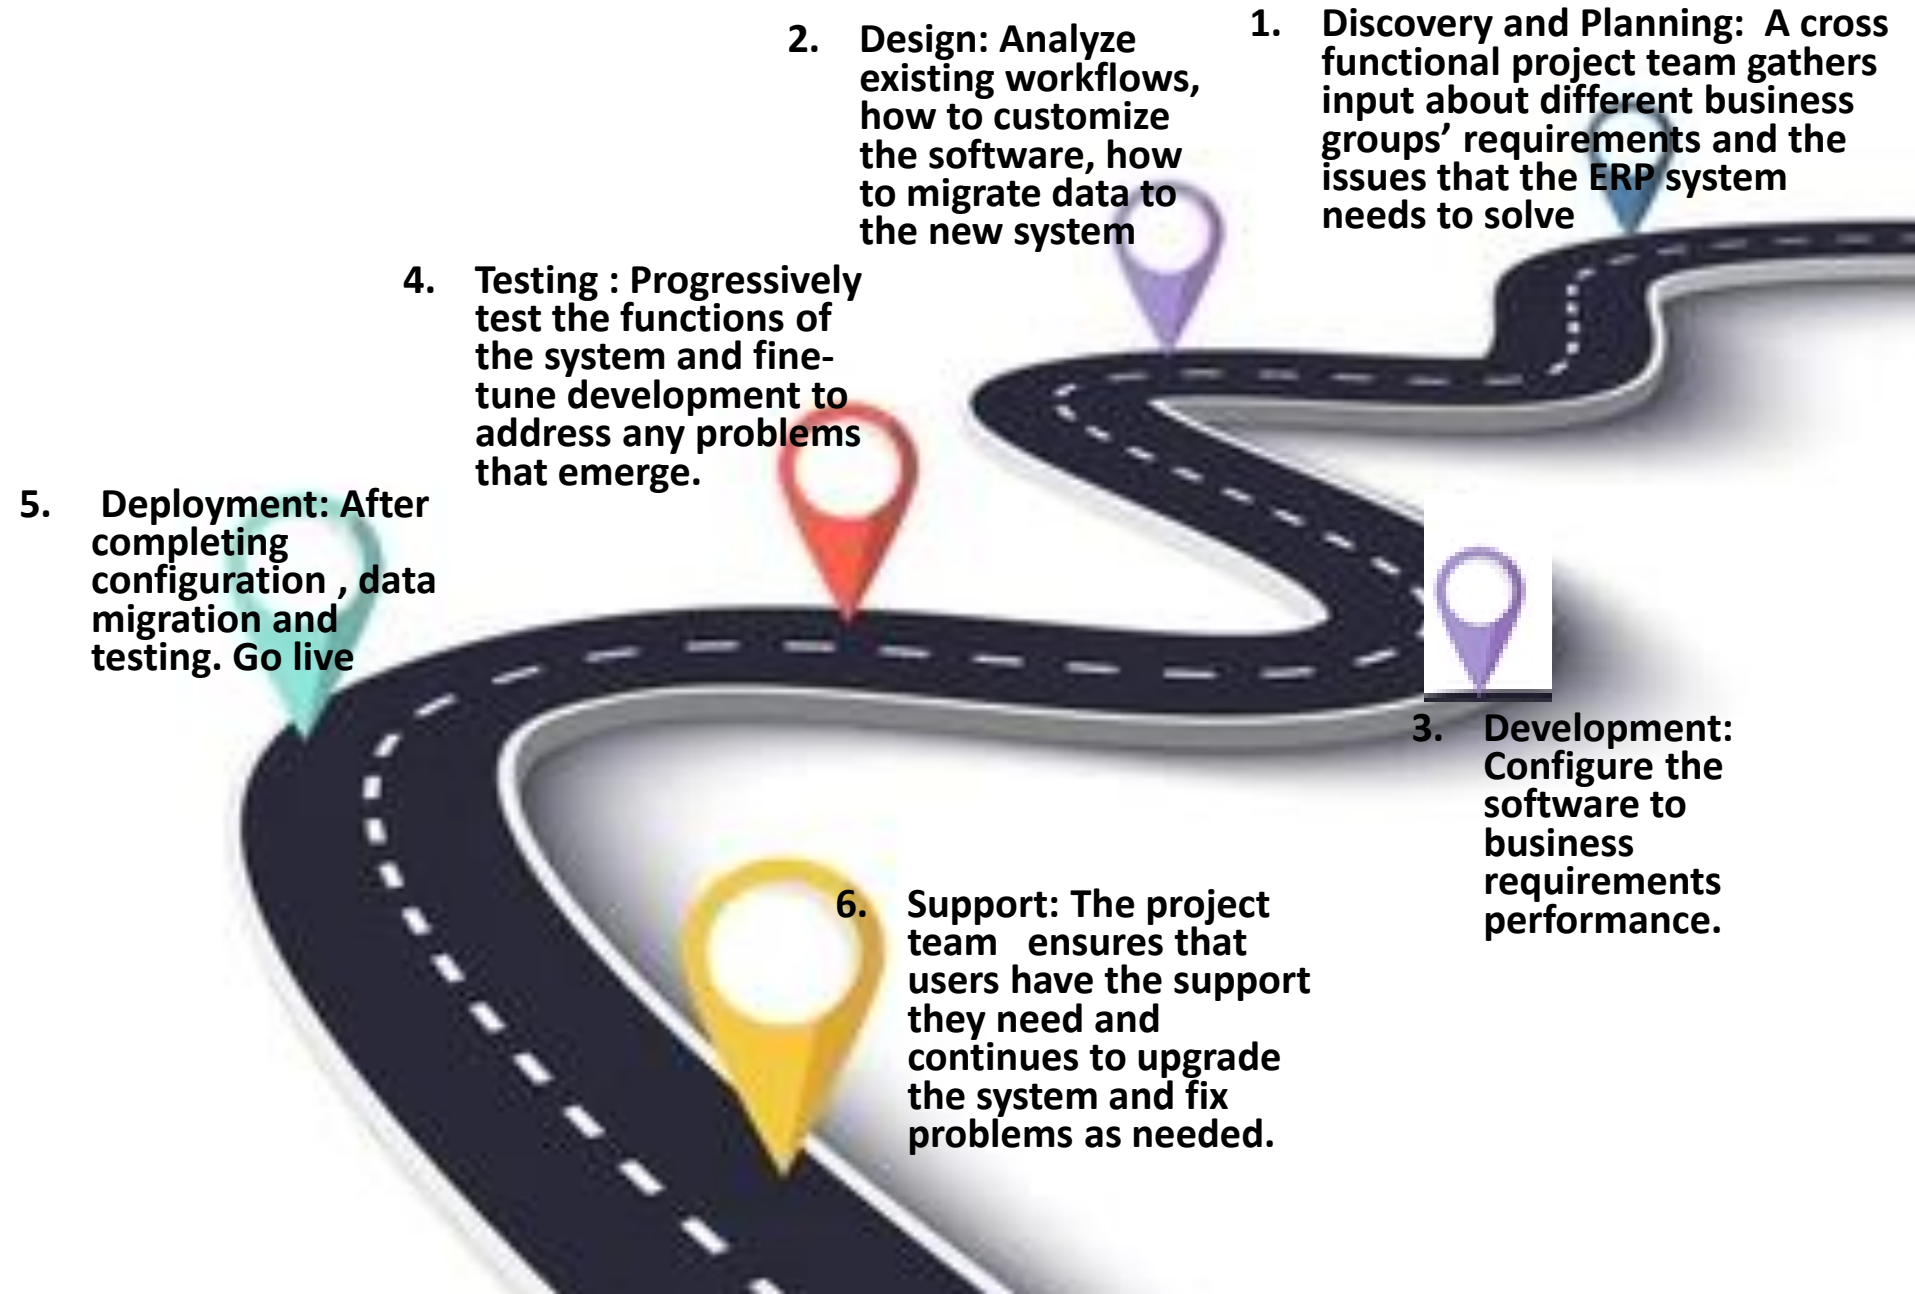 1. Discovery and Planning: A cross
functional project team gathers
input about different business
groups’ requirements and the
issues that the ERP system
needs to solve
2. Design: Analyze
existing workflows,
how to customize
the software, how
to migrate data to
the new system
3. Development:
Configure the
software to
business
requirements
performance.
4. Testing : Progressively
test the functions of
the system and fine-
tune development to
address any problems
that emerge.
5. Deployment: After
completing
configuration , data
migration and
testing. Go live
6. Support: The project
team ensures that
users have the support
they need and
continues to upgrade
the system and fix
problems as needed.